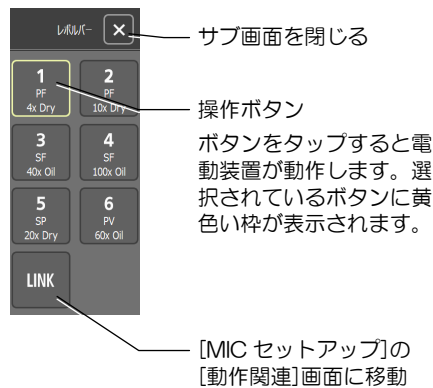 レボルバー
×
サブ画面を閉じる
1
PF
4x Dry
2
PF
10x Dry
操作ボタン
ボタンをタップすると電
動装置が動作します。選
択されているボタンに黄
色い枠が表示されます。
3
SF
40x Oil
4
SF
100x Oil
5
SP
20x Dry
6
PV
60x Oil
LINK
[MIC セットアップ]の
[動作関連]画面に移動